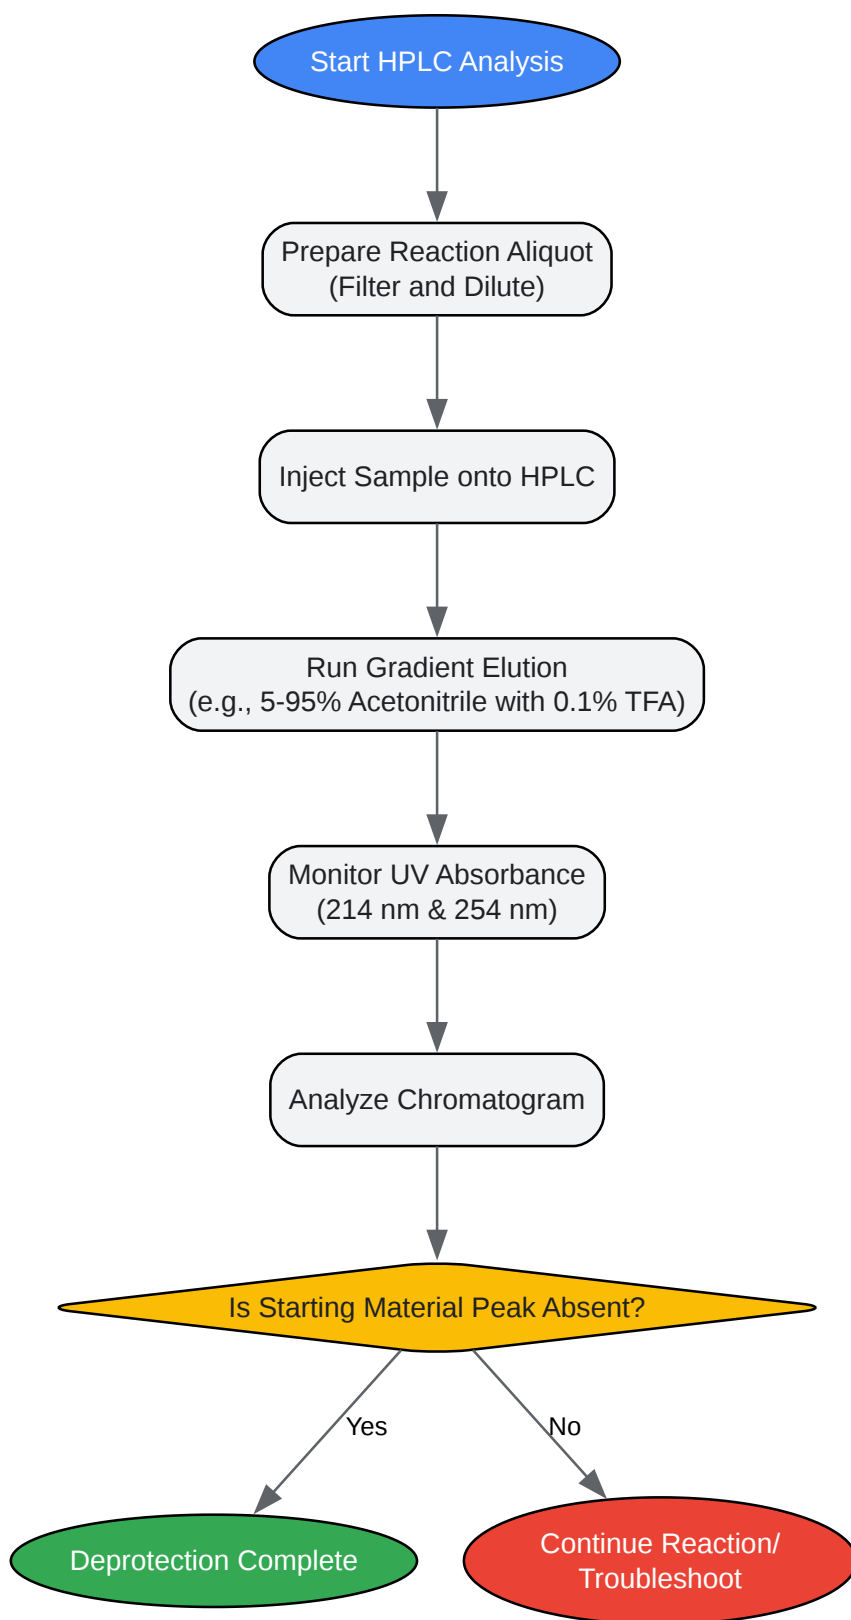 Start HPLC Analysis
Prepare Reaction Aliquot
(Filter and Dilute)
Inject Sample onto HPLC
Run Gradient Elution
(e.g., 5-95% Acetonitrile with 0.1% TFA)
Monitor UV Absorbance
(214 nm & 254 nm)
Analyze Chromatogram
Is Starting Material Peak Absent?
Yes
No
Deprotection Complete
Continue Reaction/
Troubleshoot